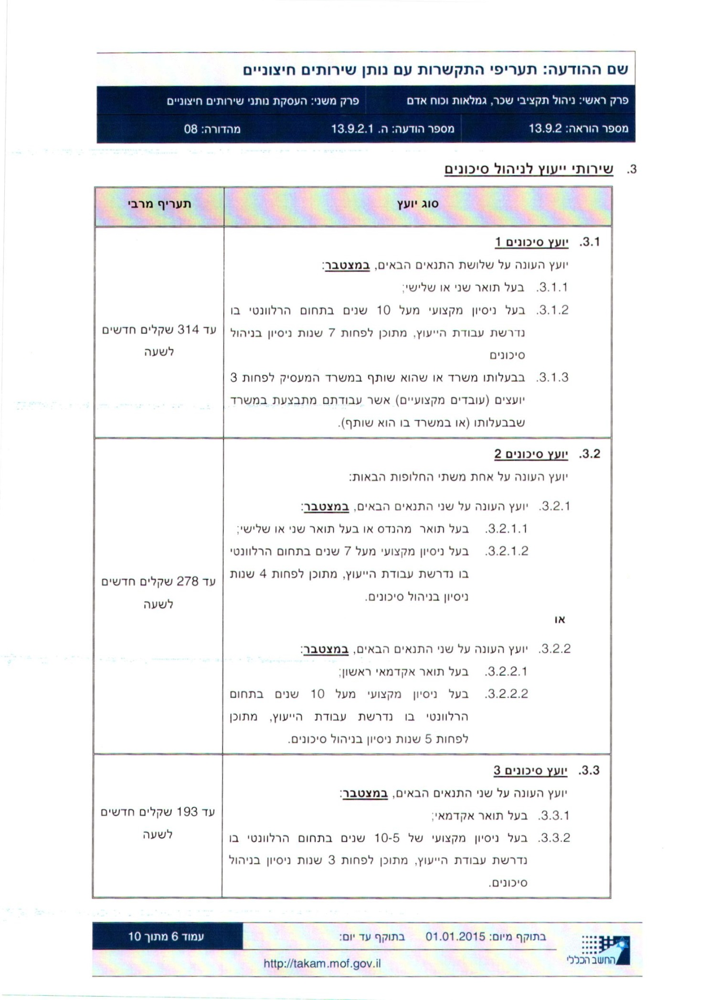 שם ההודעה: תעריפי התקשרות עם נותן שירותים חיצוניים
פרק ראשי: ניהול תקציבי שכר, גמלאות וכוח אדם פרק משני: העסקת נותני שירותים חיצוניים
מספר הוראה: 13.9.2 מספר הודעה: ה. 13.9.2.1 מהדורה: 08
3. שירותי ייעוץ לניהול סיכונים
סוג יועץ תעריף מרבי
3.1. יועץ סיכונים 1
יועץ העונה על שלושת התנאים הבאים, במצטבר:
3.1.1. בעל תואר שני או שלישי;
3.1.2. בעל ניסיון מקצועי מעל 10 שנים בתחום הרלוונטי בו
נדרשת עבודת הייעוץ, מתוכן לפחות 7 שנות ניסיון בניהול
סיכונים
3.1.3. בבעלותו משרד או שהוא שותף במשרד המעסיק לפחות 3
יועצים (עובדים מקצועיים) אשר עבודתם מתבצעת במשרד
שבבעלותו (או במשרד בו הוא שותף).
עד 314 שקלים חדשים
לשעה
3.2. יועץ סיכונים 2
יועץ העונה על אחת משתי החלופות הבאות:
3.2.1. יועץ העונה על שני התנאים הבאים, במצטבר:
3.2.1.1. בעל תואר מהנדס או בעל תואר שני או שלישי;
3.2.1.2. בעל ניסיון מקצועי מעל 7 שנים בתחום הרלוונטי
בו נדרשת עבודת הייעוץ, מתוכן לפחות 4 שנות
ניסיון בניהול סיכונים.
או
3.2.2. יועץ העונה על שני התנאים הבאים, במצטבר:
3.2.2.1. בעל תואר אקדמאי ראשון;
3.2.2.2. בעל ניסיון מקצועי מעל 10 שנים בתחום
הרלוונטי בו נדרשת עבודת הייעוץ, מתוכן
לפחות 5 שנות ניסיון בניהול סיכונים.
עד 278 שקלים חדשים
לשעה
3.3. יועץ סיכונים 3
יועץ העונה על שני התנאים הבאים, במצטבר:
3.3.1. בעל תואר אקדמאי;
3.3.2. בעל ניסיון מקצועי של 10-5 שנים בתחום הרלוונטי בו
נדרשת עבודת הייעוץ, מתוכן לפחות 3 שנות ניסיון בניהול
סיכונים.
עד 193 שקלים חדשים
לשעה
בתוקף מיום: 01.01.2015 בתוקף עד יום: עמוד 6 מתוך 10
החשב הכללי
http://takam.mof.gov.il